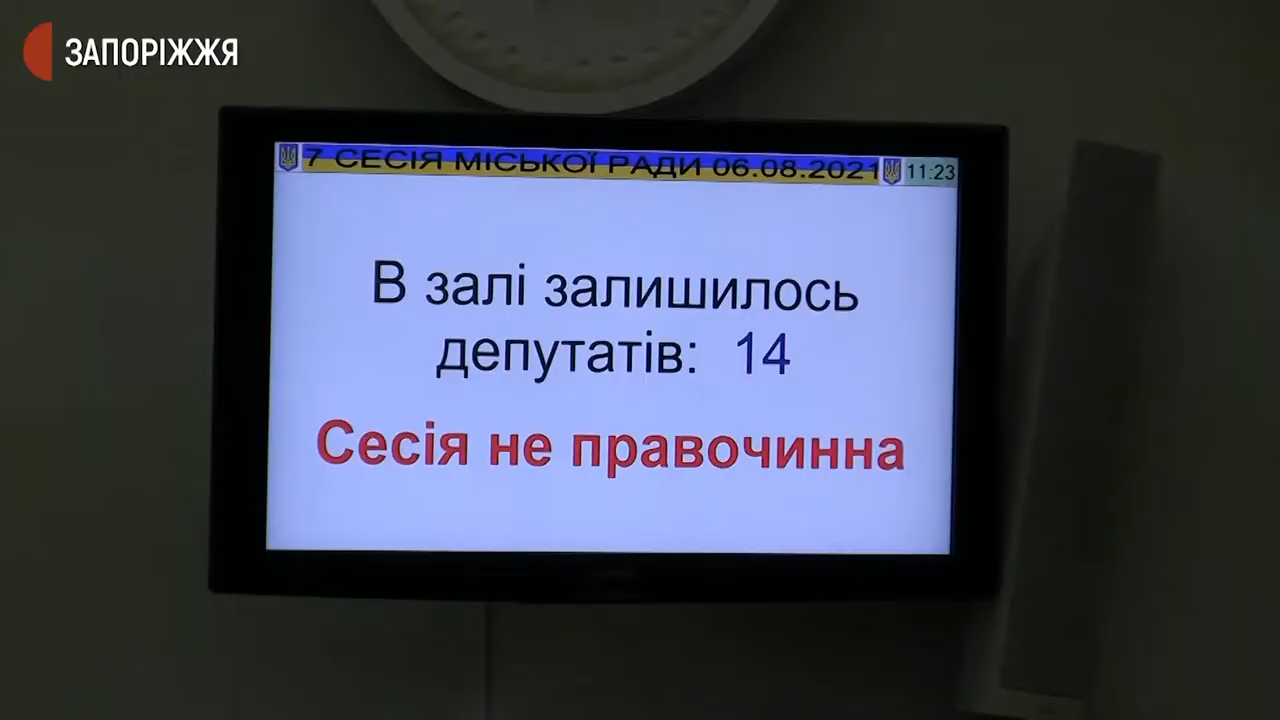 ЗАПОРІЖЖЯ
7 СЕСІЯ МІСЬКОЇ РАДИ 06.08.2021 11:23
В залі залишилось
депутатів: 14
Сесія не правочинна